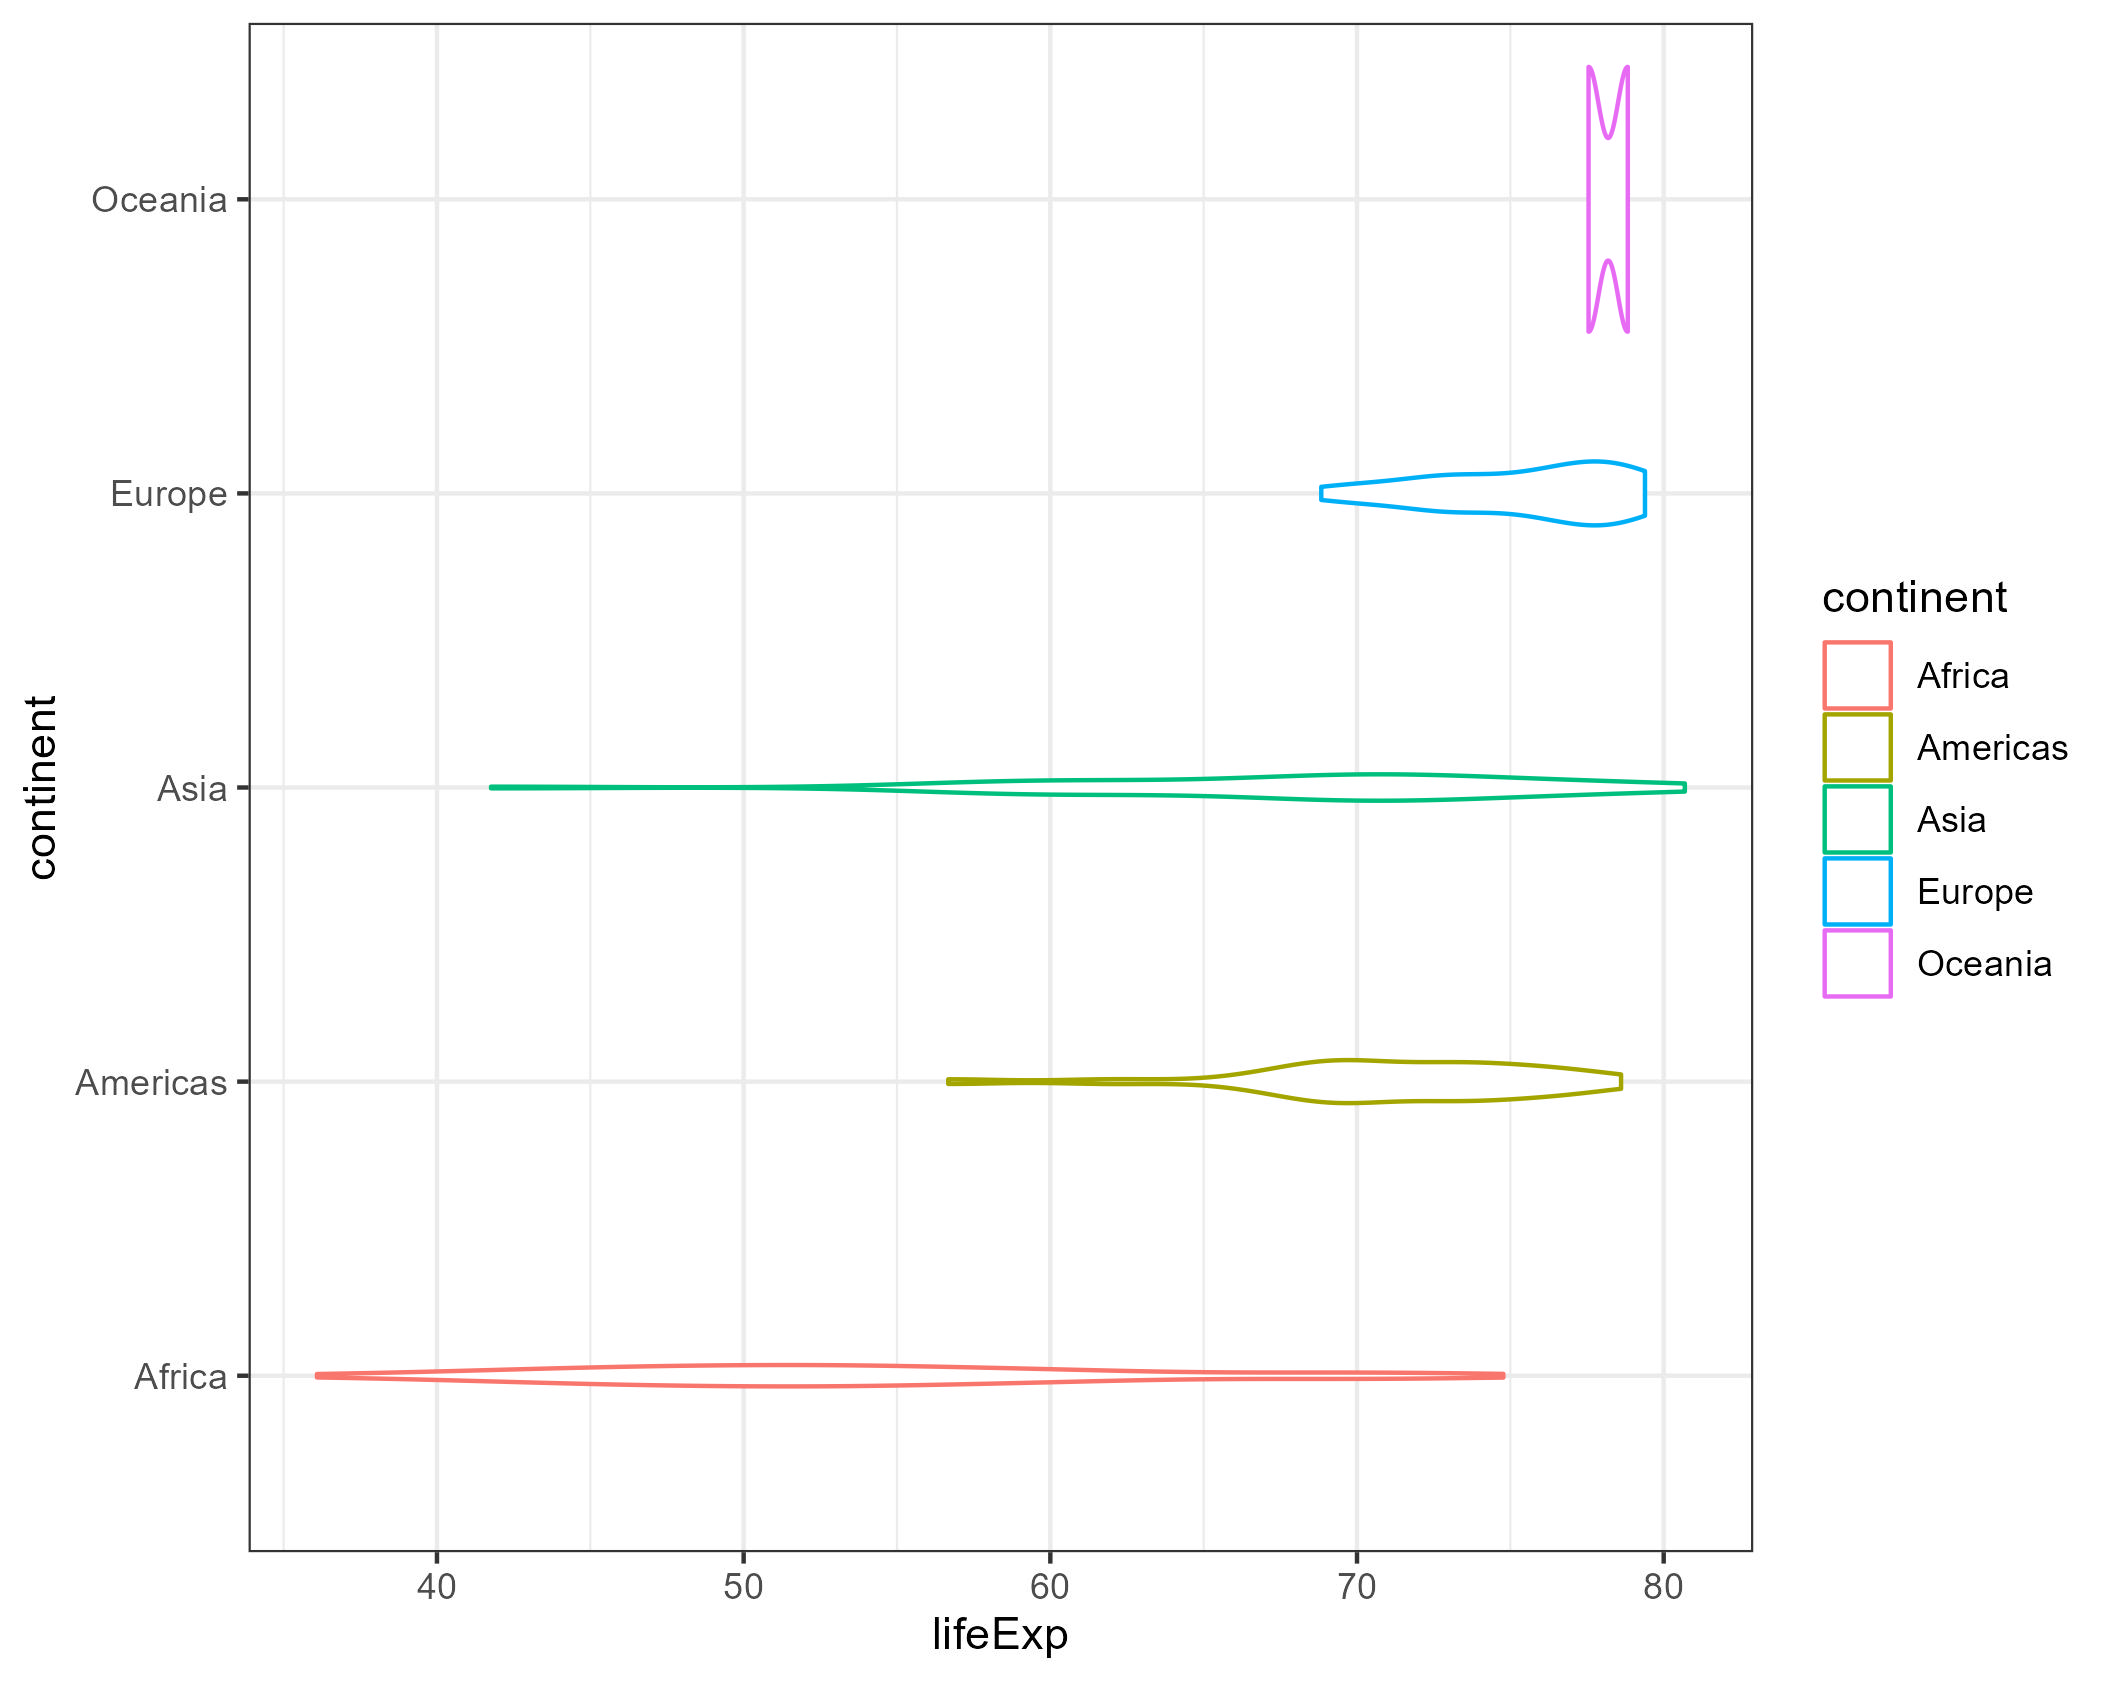 Oceania
Europe
Asia
Americas
Africa
continent
40 50 60 70 80
lifeExp
continent
Africa
Americas
Asia
Europe
Oceania